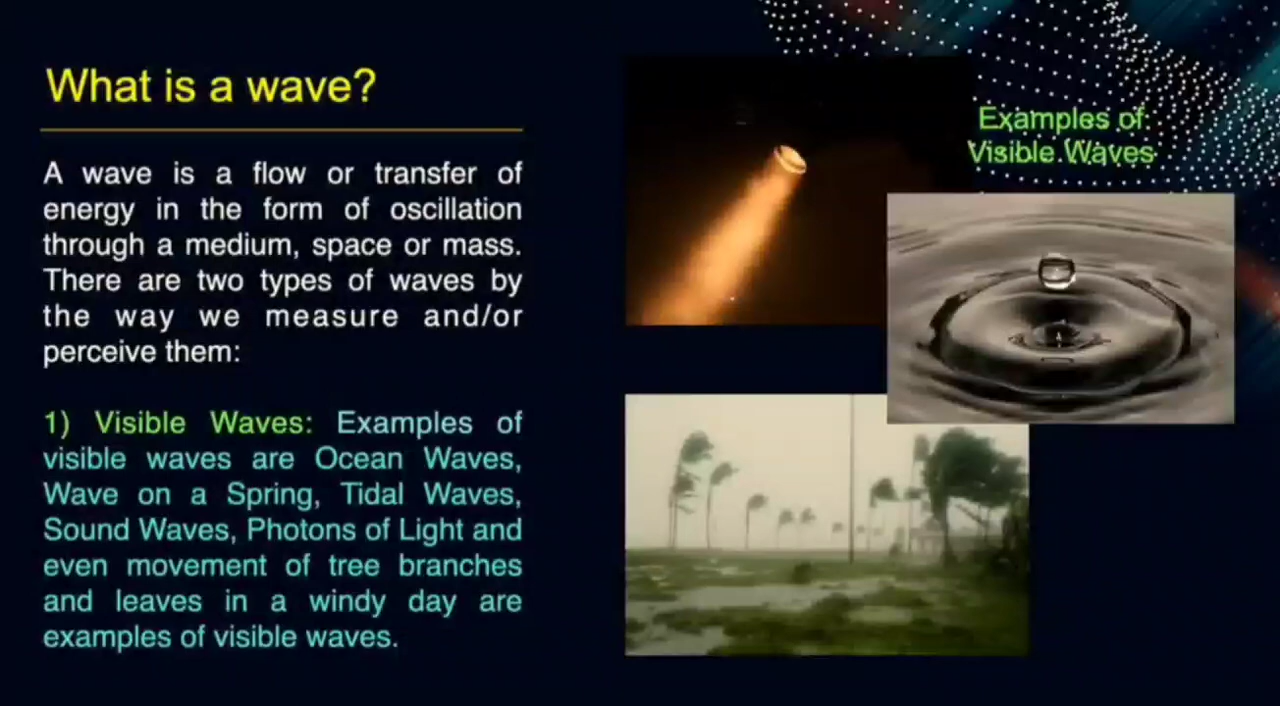 What is a wave?
A wave is a flow or transfer of
energy in the form of oscillation
through a medium, space or mass.
There are two types of waves by
the way we measure and/or
perceive them:
1) Visible Waves: Examples of
visible waves are Ocean Waves,
Wave on a Spring, Tidal Waves,
Sound Waves, Photons of Light and
even movement of tree branches
and leaves in a windy day are
examples of visible waves.
Examples of
Visible Waves